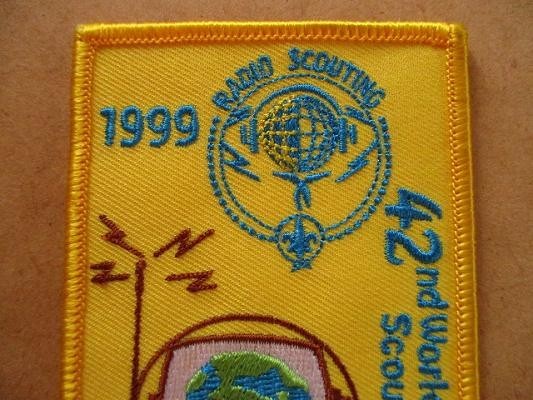 RADIO SCOUTING
1999
42nd World
Scou